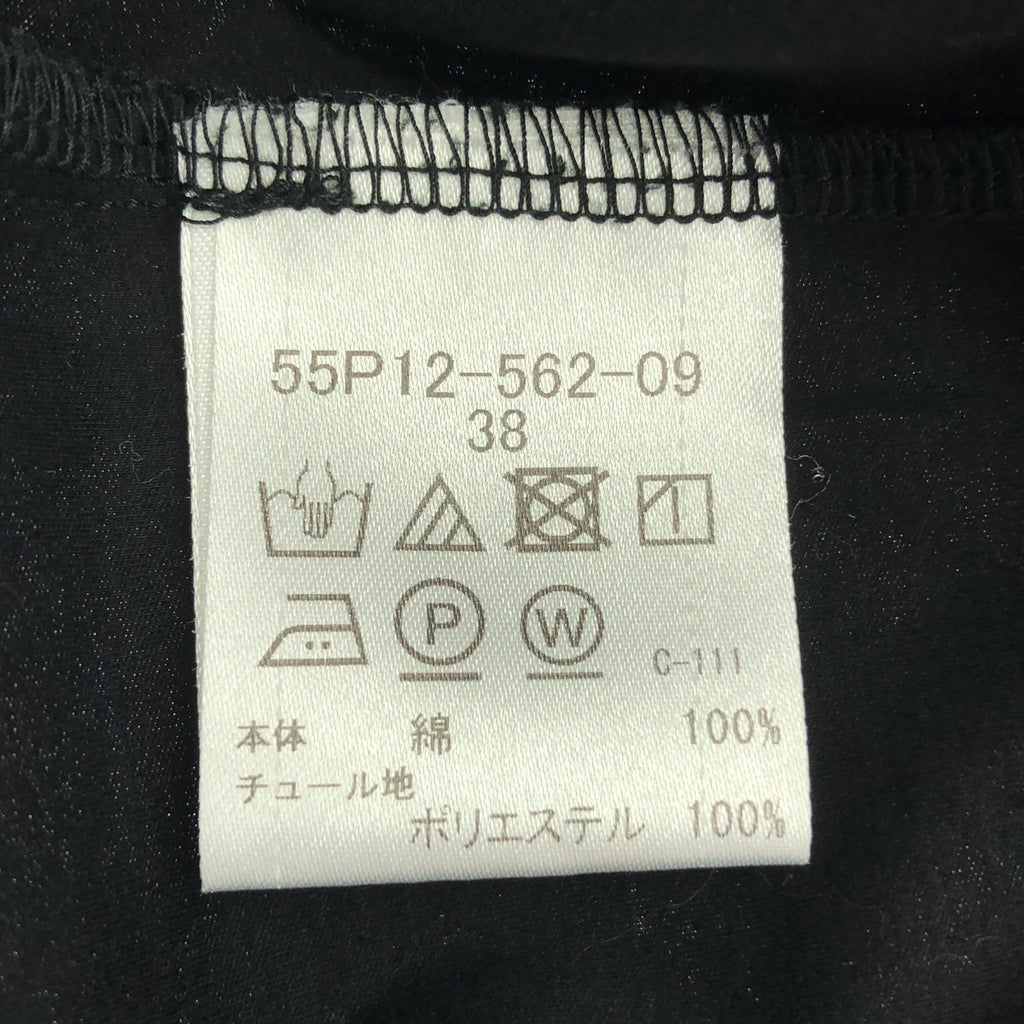 55P12-562-09
38
P W C-111
本体 綿 100%
チュール地
ポリエステル 100%